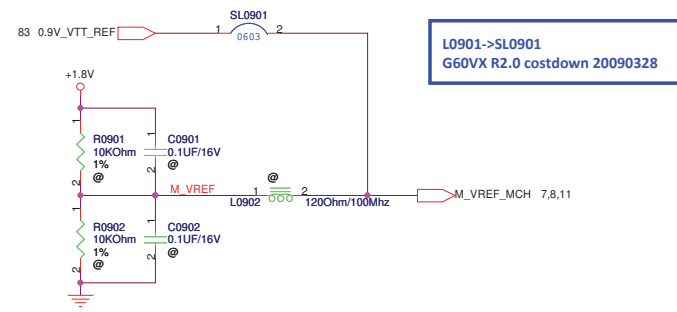 SL0901
83 0.9V_VTT_REF
1
2
0603
L0901->SL0901
G60VX R2.0 costdown 20090328
+1.8V
1
1
R0901
10KOhm
1%
@
2
C0901
0.1UF/16V
@
2
M_VREF
1
@
2
L0902
120Ohm/100Mhz
M_VREF_MCH 7,8,11
1
1
R0902
10KOhm
1%
@
2
C0902
0.1UF/16V
@
2